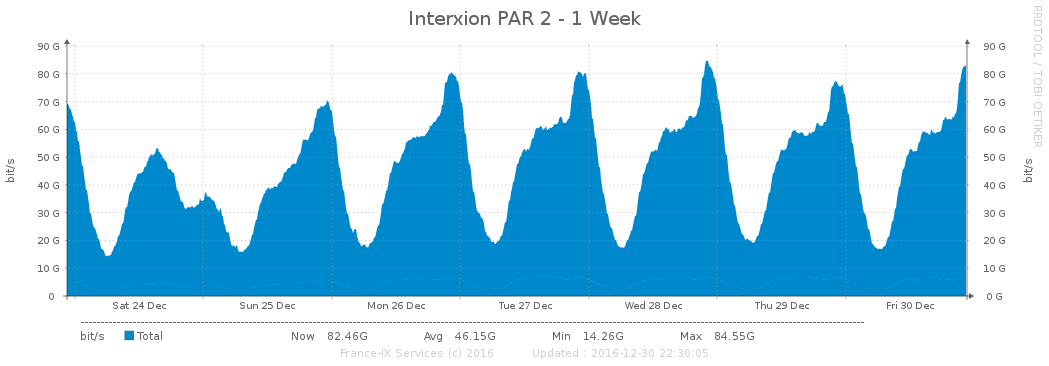 Interxion PAR 2 - 1 Week
RRDTOOL / TOBI OETIKER
90 G 90 G
80 G 80 G
70 G 70 G
60 G 60 G
50 G 50 G
40 G 40 G
30 G 30 G
20 G 20 G
10 G 10 G
0 0 G
bit/s bit/s
Sat 24 Dec Sun 25 Dec Mon 26 Dec Tue 27 Dec Wed 28 Dec Thu 29 Dec Fri 30 Dec
bit/s Total Now 82.46G Avg 46.15G Min 14.26G Max 84.55G
France-IX Services (c) 2016 Updated : 2016-12-30 22:30:05